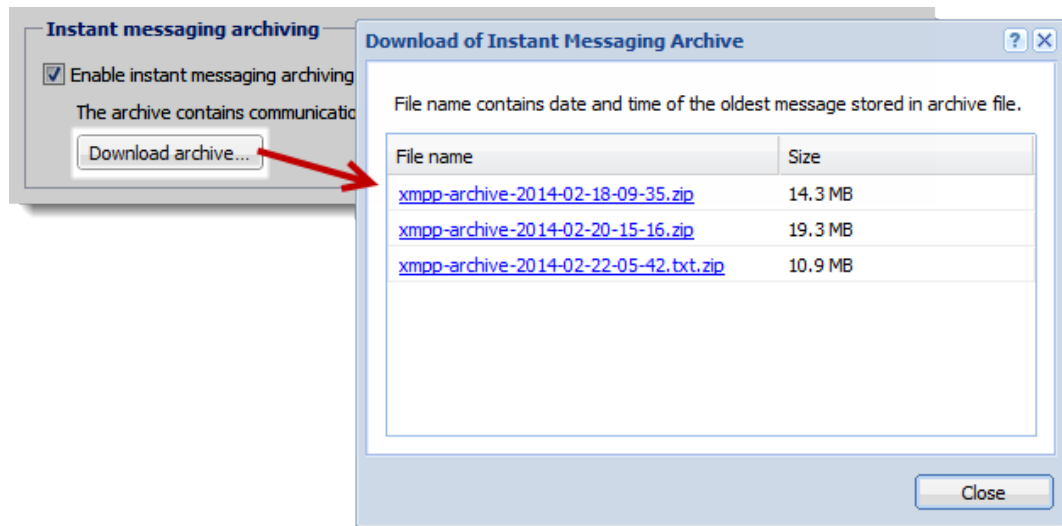 Instant messaging archiving
Enable instant messaging archiving
The archive contains communicatio
Download archive...
Download of Instant Messaging Archive
?
File name contains date and time of the oldest message stored in archive file.
File name Size
xmpp-archive-2014-02-18-09-35.zip 14.3 MB
xmpp-archive-2014-02-20-15-16.zip 19.3 MB
xmpp-archive-2014-02-22-05-42.txt.zip 10.9 MB
Close